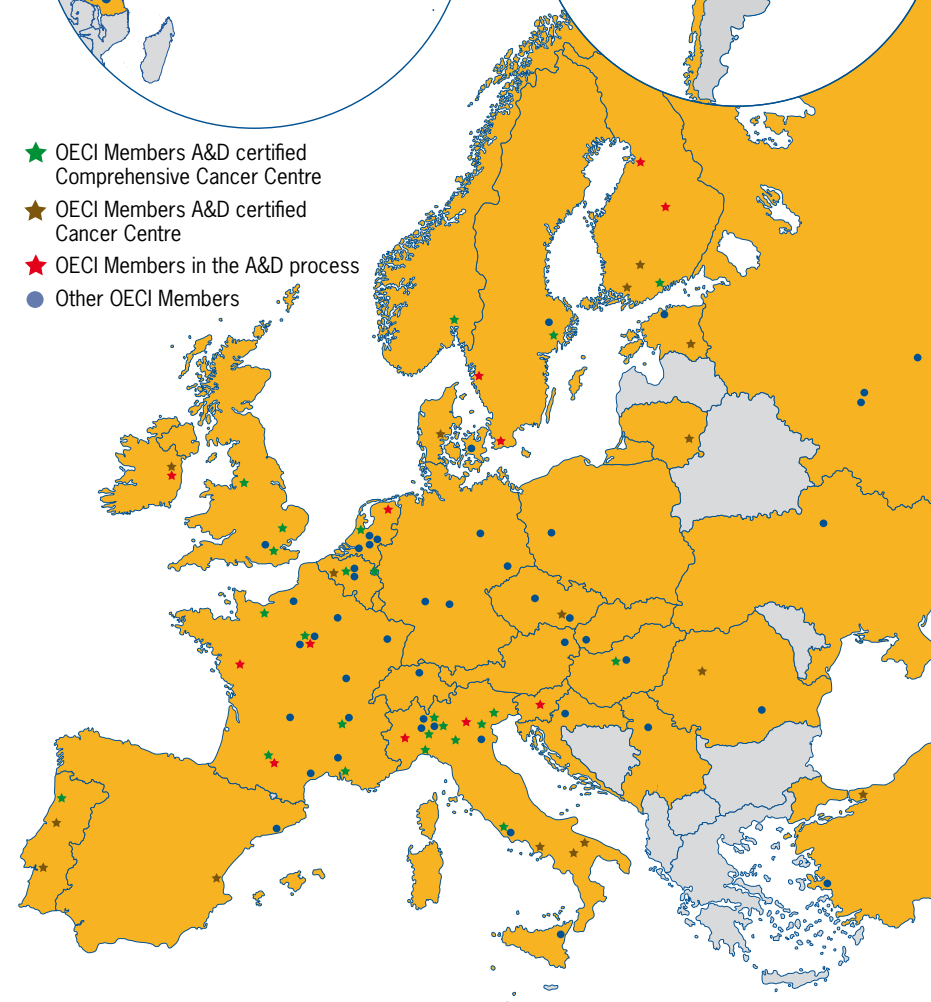 OECI Members A&D certified
Comprehensive Cancer Centre
OECI Members A&D certified
Cancer Centre
OECI Members in the A&D process
Other OECI Members